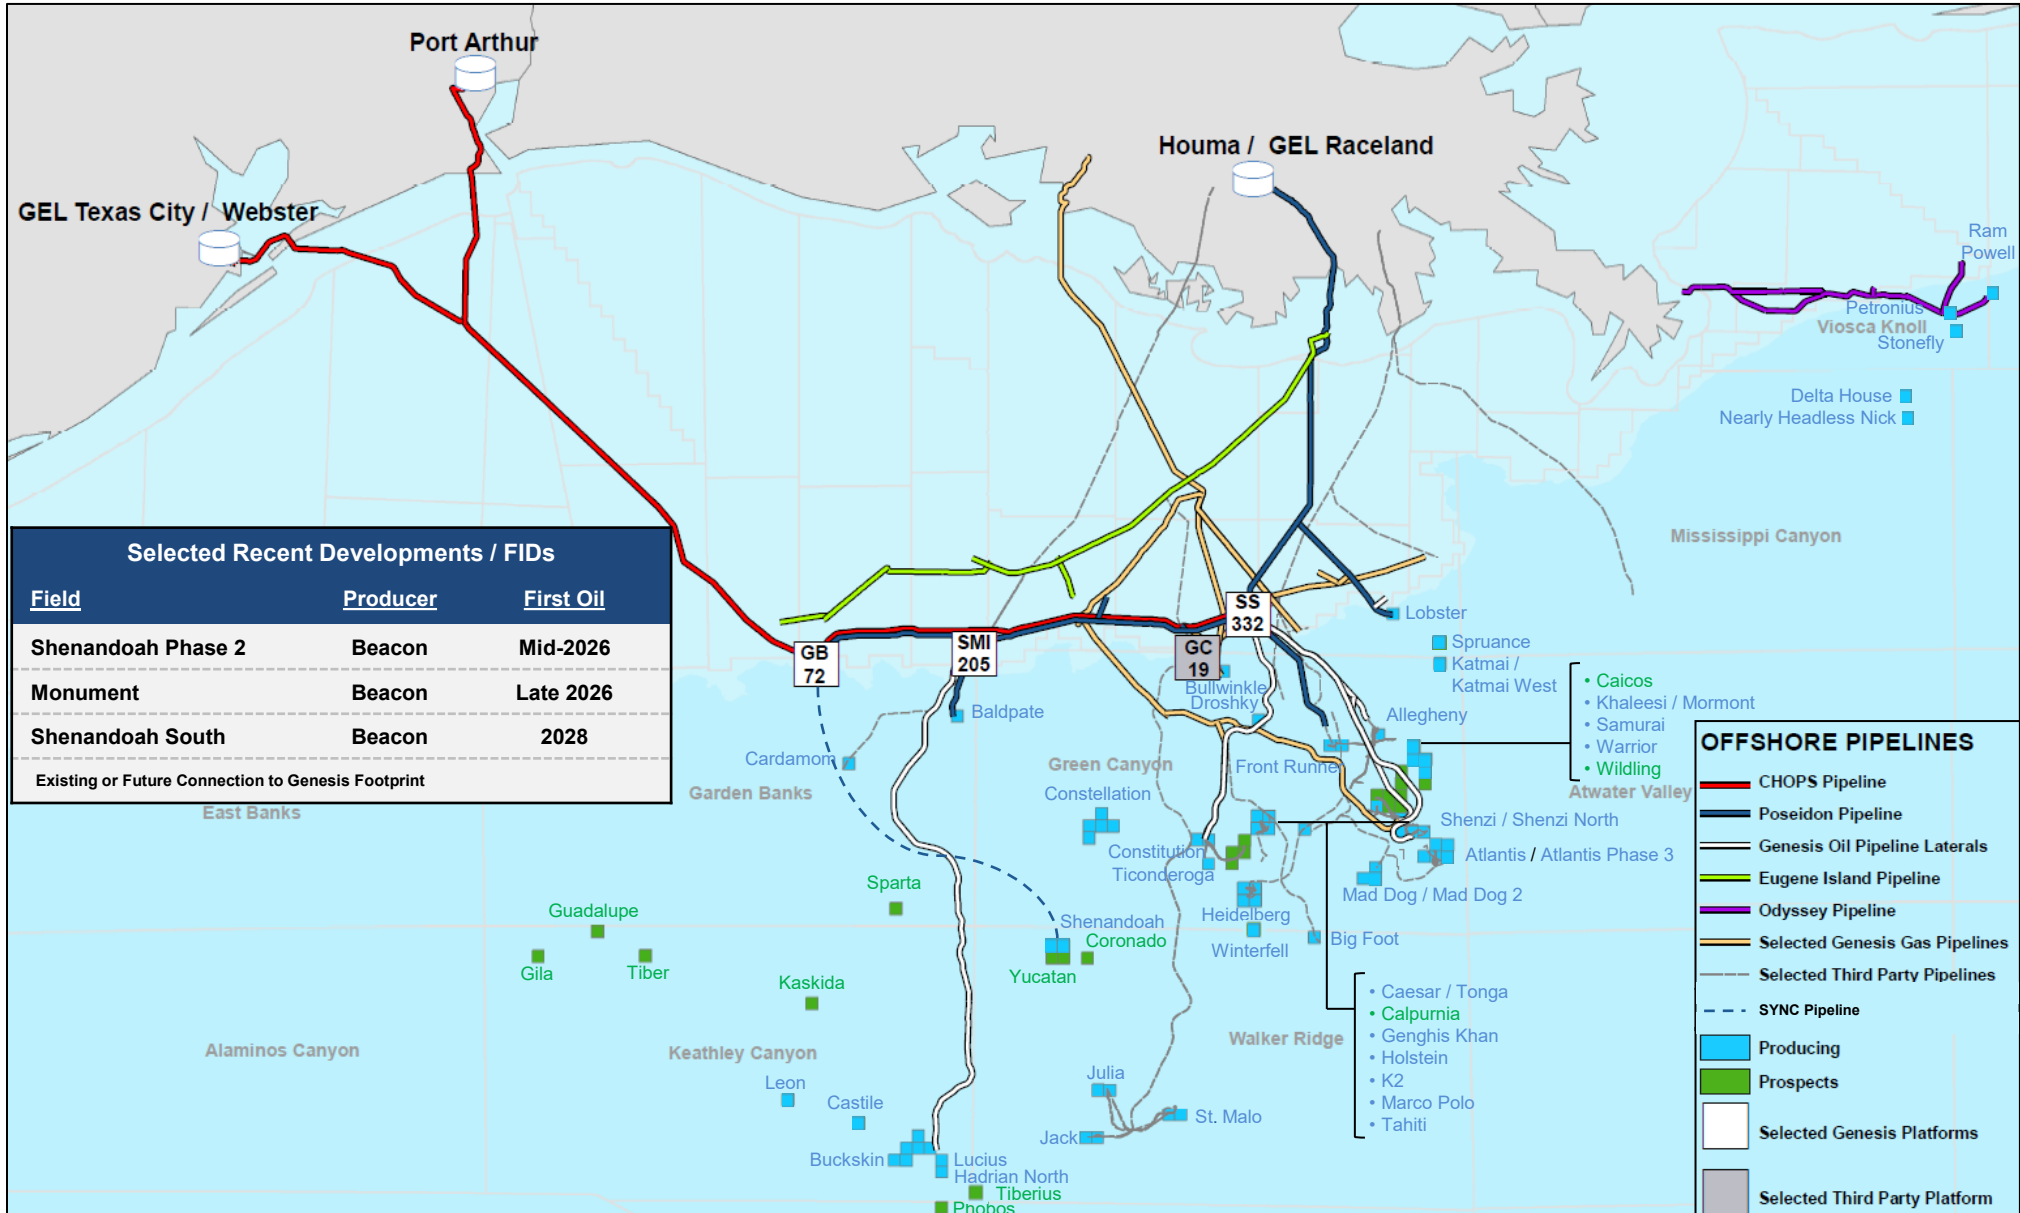 Port Arthur
Houma / GEL Raceland
GEL Texas City / Webster
Ram
Powell
Petronius
Viosca Knoll
Stonefly
Delta House
Nearly Headless Nick
Mississippi Canyon
Selected Recent Developments / FIDs
Field Producer First Oil
Shenandoah Phase 2 Beacon Mid-2026
Monument Beacon Late 2026
Shenandoah South Beacon 2028
Existing or Future Connection to Genesis Footprint
GB
72
SMI
205
SS
332
GC
19
Lobster
Spruance
Katmai /
Katmai West
Bullwinkle
Droshky
Baldpate
Allegheny
Cardamom
Green Canyon
Front Runner
Garden Banks
East Banks
Constellation
• Caicos
• Khaleesi / Mormont
• Samurai
• Warrior
• Wildling
Atwater Valley
Shenzi / Shenzi North
Constitution
Ticonderoga
Atlantis / Atlantis Phase 3
Mad Dog / Mad Dog 2
Sparta
Guadalupe
Gila
Tiber
Kaskida
Shenandoah
Coronado
Yucatan
Heidelberg
Winterfell
Big Foot
Alaminos Canyon
Keathley Canyon
Walker Ridge
• Caesar / Tonga
• Calpurnia
• Genghis Khan
• Holstein
• K2
• Marco Polo
• Tahiti
Leon
Castile
Julia
St. Malo
Jack
Buckskin
Lucius
Hadrian North
Tiberius
Phobos
OFFSHORE PIPELINES
CHOPS Pipeline
Poseidon Pipeline
Genesis Oil Pipeline Laterals
Eugene Island Pipeline
Odyssey Pipeline
Selected Genesis Gas Pipelines
Selected Third Party Pipelines
SYNC Pipeline
Producing
Prospects
Selected Genesis Platforms
Selected Third Party Platform